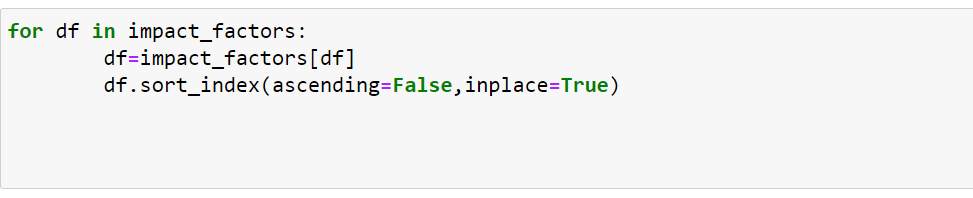 for df in impact_factors:
        df=impact_factors[df]
        df.sort_index(ascending=False,inplace=True)